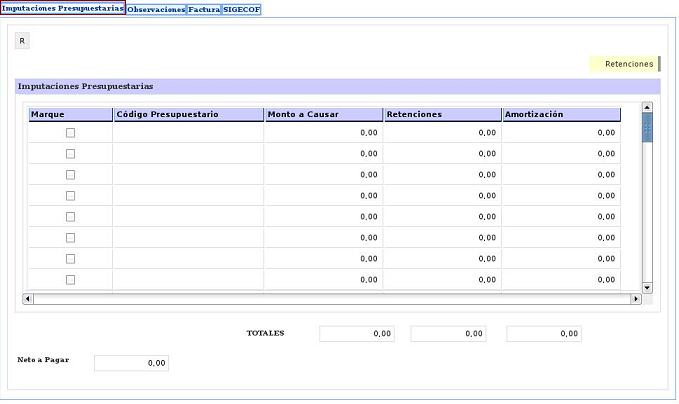 Imputaciones Presupuestarias Observaciones Factura SIGECOF
R
Retenciones
Imputaciones Presupuestarias
Marque Código Presupuestario Monto a Causar Retenciones Amortización
0,00 0,00 0,00
0,00 0,00 0,00
0,00 0,00 0,00
0,00 0,00 0,00
0,00 0,00 0,00
0,00 0,00 0,00
0,00 0,00 0,00
0,00 0,00 0,00
TOTALES 0,00 0,00 0,00
Neto a Pagar 0,00